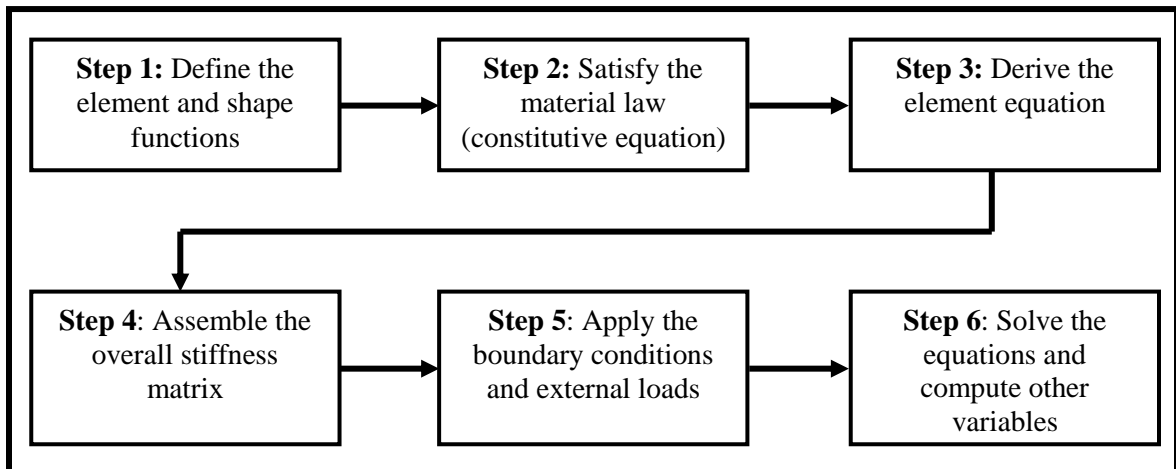 Step 1: Define the
element and shape
functions
Step 2: Satisfy the
material law
(constitutive equation)
Step 3: Derive the
element equation
Step 4: Assemble the
overall stiffness
matrix
Step 5: Apply the
boundary conditions
and external loads
Step 6: Solve the
equations and
compute other
variables